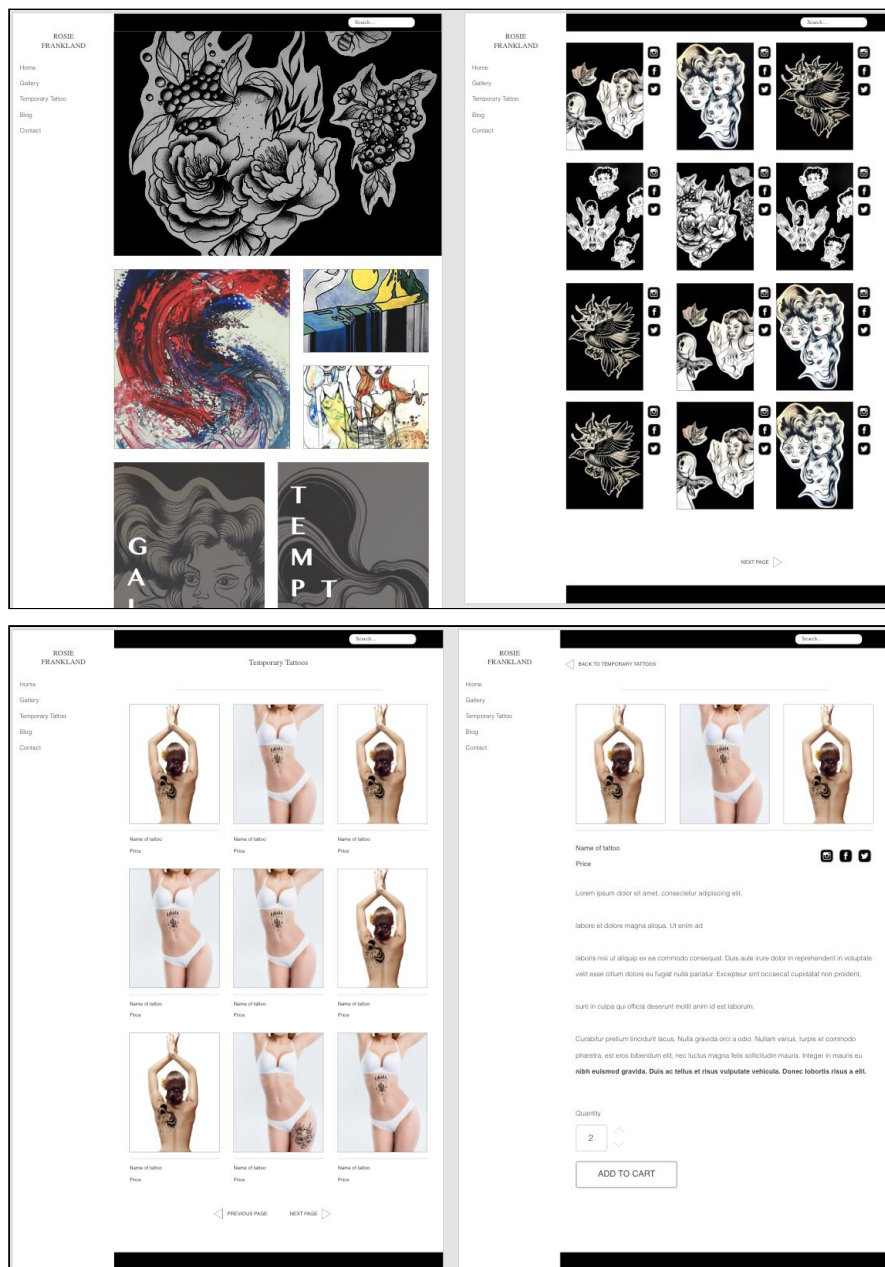 Search...
ROSIE
FRANKLAND
Home
Gallery
Temporary Tattoo
Blog
Contact
G
A
T
E
M
P T
Search...
ROSIE
FRANKLAND
Home
Gallery
Temporary Tattoo
Blog
Contact
NEXT PAGE
Search...
ROSIE
FRANKLAND
Home
Gallery
Temporary Tattoo
Blog
Contact
Temporary Tattoos
Name of tattoo
Price
Name of tattoo
Price
Name of tattoo
Price
Name of tattoo
Price
Name of tattoo
Price
Name of tattoo
Price
Name of tattoo
Price
Name of tattoo
Price
Name of tattoo
Price
PREVIOUS PAGE
NEXT PAGE
Search...
ROSIE
FRANKLAND
Home
Gallery
Temporary Tattoo
Blog
Contact
BACK TO TEMPORARY TATTOOS
Name of tattoo
Price
Lorem ipsum dolor sit amet, consectetur adipiscing elit,
labore et dolore magna aliqua. Ut enim ad
laboris nisi ut aliquip ex ea commodo consequat. Duis aute irure dolor in reprehenderit in voluptate
velit esse cillum dolore eu fugiat nulla pariatur. Excepteur sint occaecat cupidatat non proident,
sunt in culpa qui officia deserunt mollit anim id est laborum.
Curabitur pretium tincidunt lacus. Nulla gravida orci a odio. Nullam varius, turpis et commodo
pharetra, est eros bibendum elit, nec luctus magna felis sollicitudin mauris. Integer in mauris eu
nibh euismod gravida. Duis ac tellus et risus vulputate vehicula. Donec lobortis risus a elit.
Quantity
2
ADD TO CART